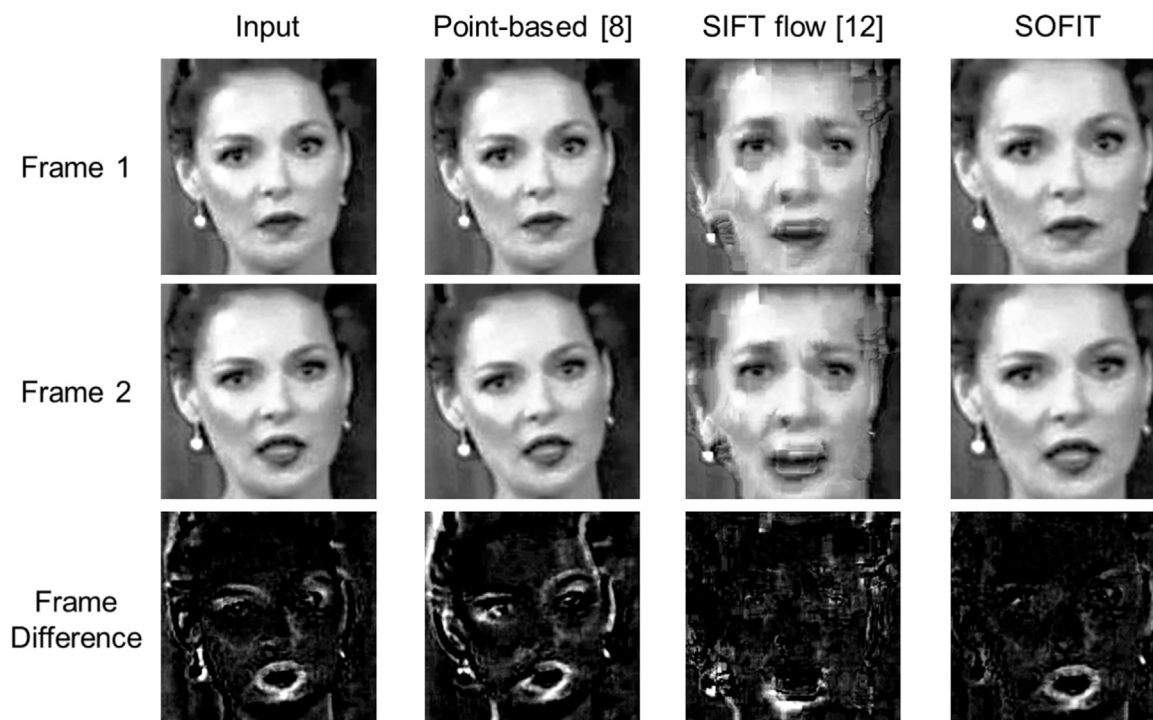 Input Point-based [8] SIFT flow [12] SOFIT
Frame 1
Frame 2
Frame
Difference